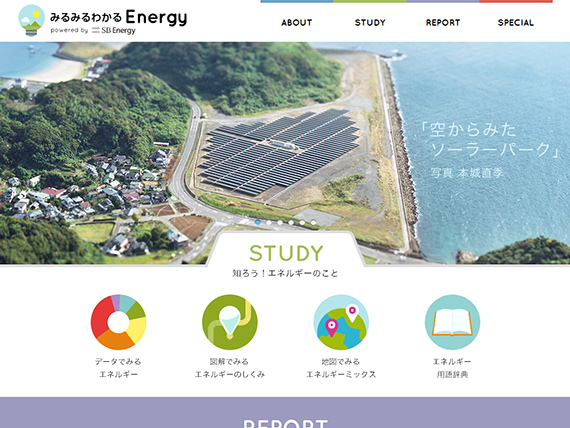 みるみるわかる Energy
powered by SB Energy
ABOUT
STUDY
REPORT
SPECIAL
「空からみた
ソーラーパーク」
写真 本城直季
STUDY
知ろう！エネルギーのこと
データでみる
エネルギー
図解でみる
エネルギーのしくみ
地図でみる
エネルギーミックス
エネルギー
用語辞典
REPORT